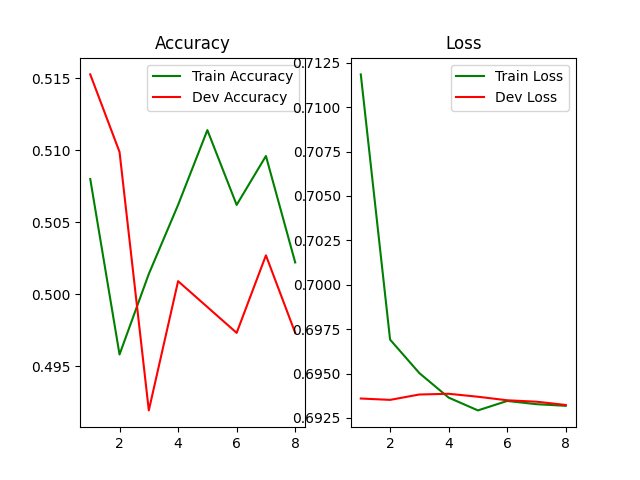 Accuracy
Train Accuracy
Dev Accuracy
0.515
0.510
0.505
0.500
0.495
2 4 6 8
Loss
Train Loss
Dev Loss
0.7125
0.7100
0.7075
0.7050
0.7025
0.7000
0.6975
0.6950
0.6925
2 4 6 8